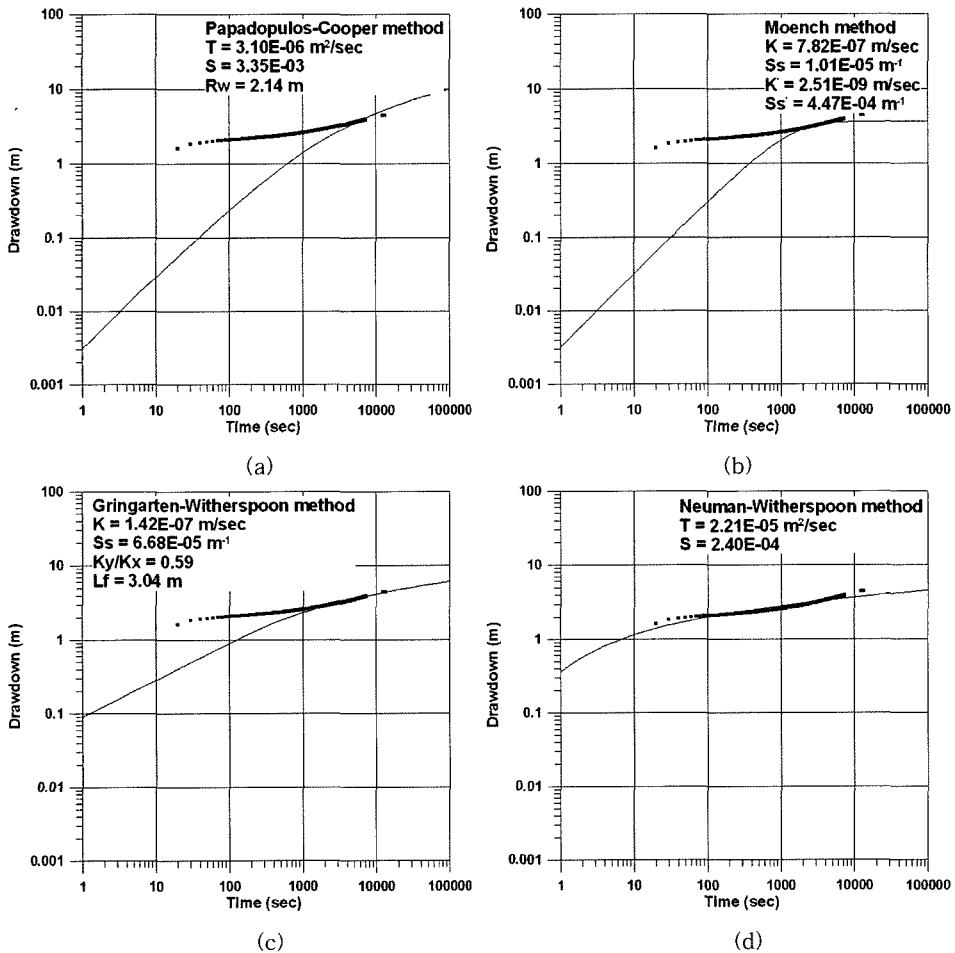 Papadopulos-Cooper method
T = 3.10E-06 m²/sec
S = 3.35E-03
Rw = 2.14 m
100
10
1
0.1
0.01
0.001
Drawdown (m)
1 10 100 1000 10000 100000
Time (sec)
(a)
Moench method
K = 7.82E-07 m/sec
Ss = 1.01E-05 m⁻¹
K' = 2.51E-09 m/sec
Ss' = 4.47E-04 m⁻¹
100
10
1
0.1
0.01
0.001
Drawdown (m)
1 10 100 1000 10000 100000
Time (sec)
(b)
Gringarten-Witherspoon method
K = 1.42E-07 m/sec
Ss = 6.68E-05 m⁻¹
Ky/Kx = 0.59
Lf = 3.04 m
100
10
1
0.1
0.01
0.001
Drawdown (m)
1 10 100 1000 10000 100000
Time (sec)
(c)
Neuman-Witherspoon method
T = 2.21E-05 m²/sec
S = 2.40E-04
100
10
1
0.1
0.01
0.001
Drawdown (m)
1 10 100 1000 10000 100000
Time (sec)
(d)